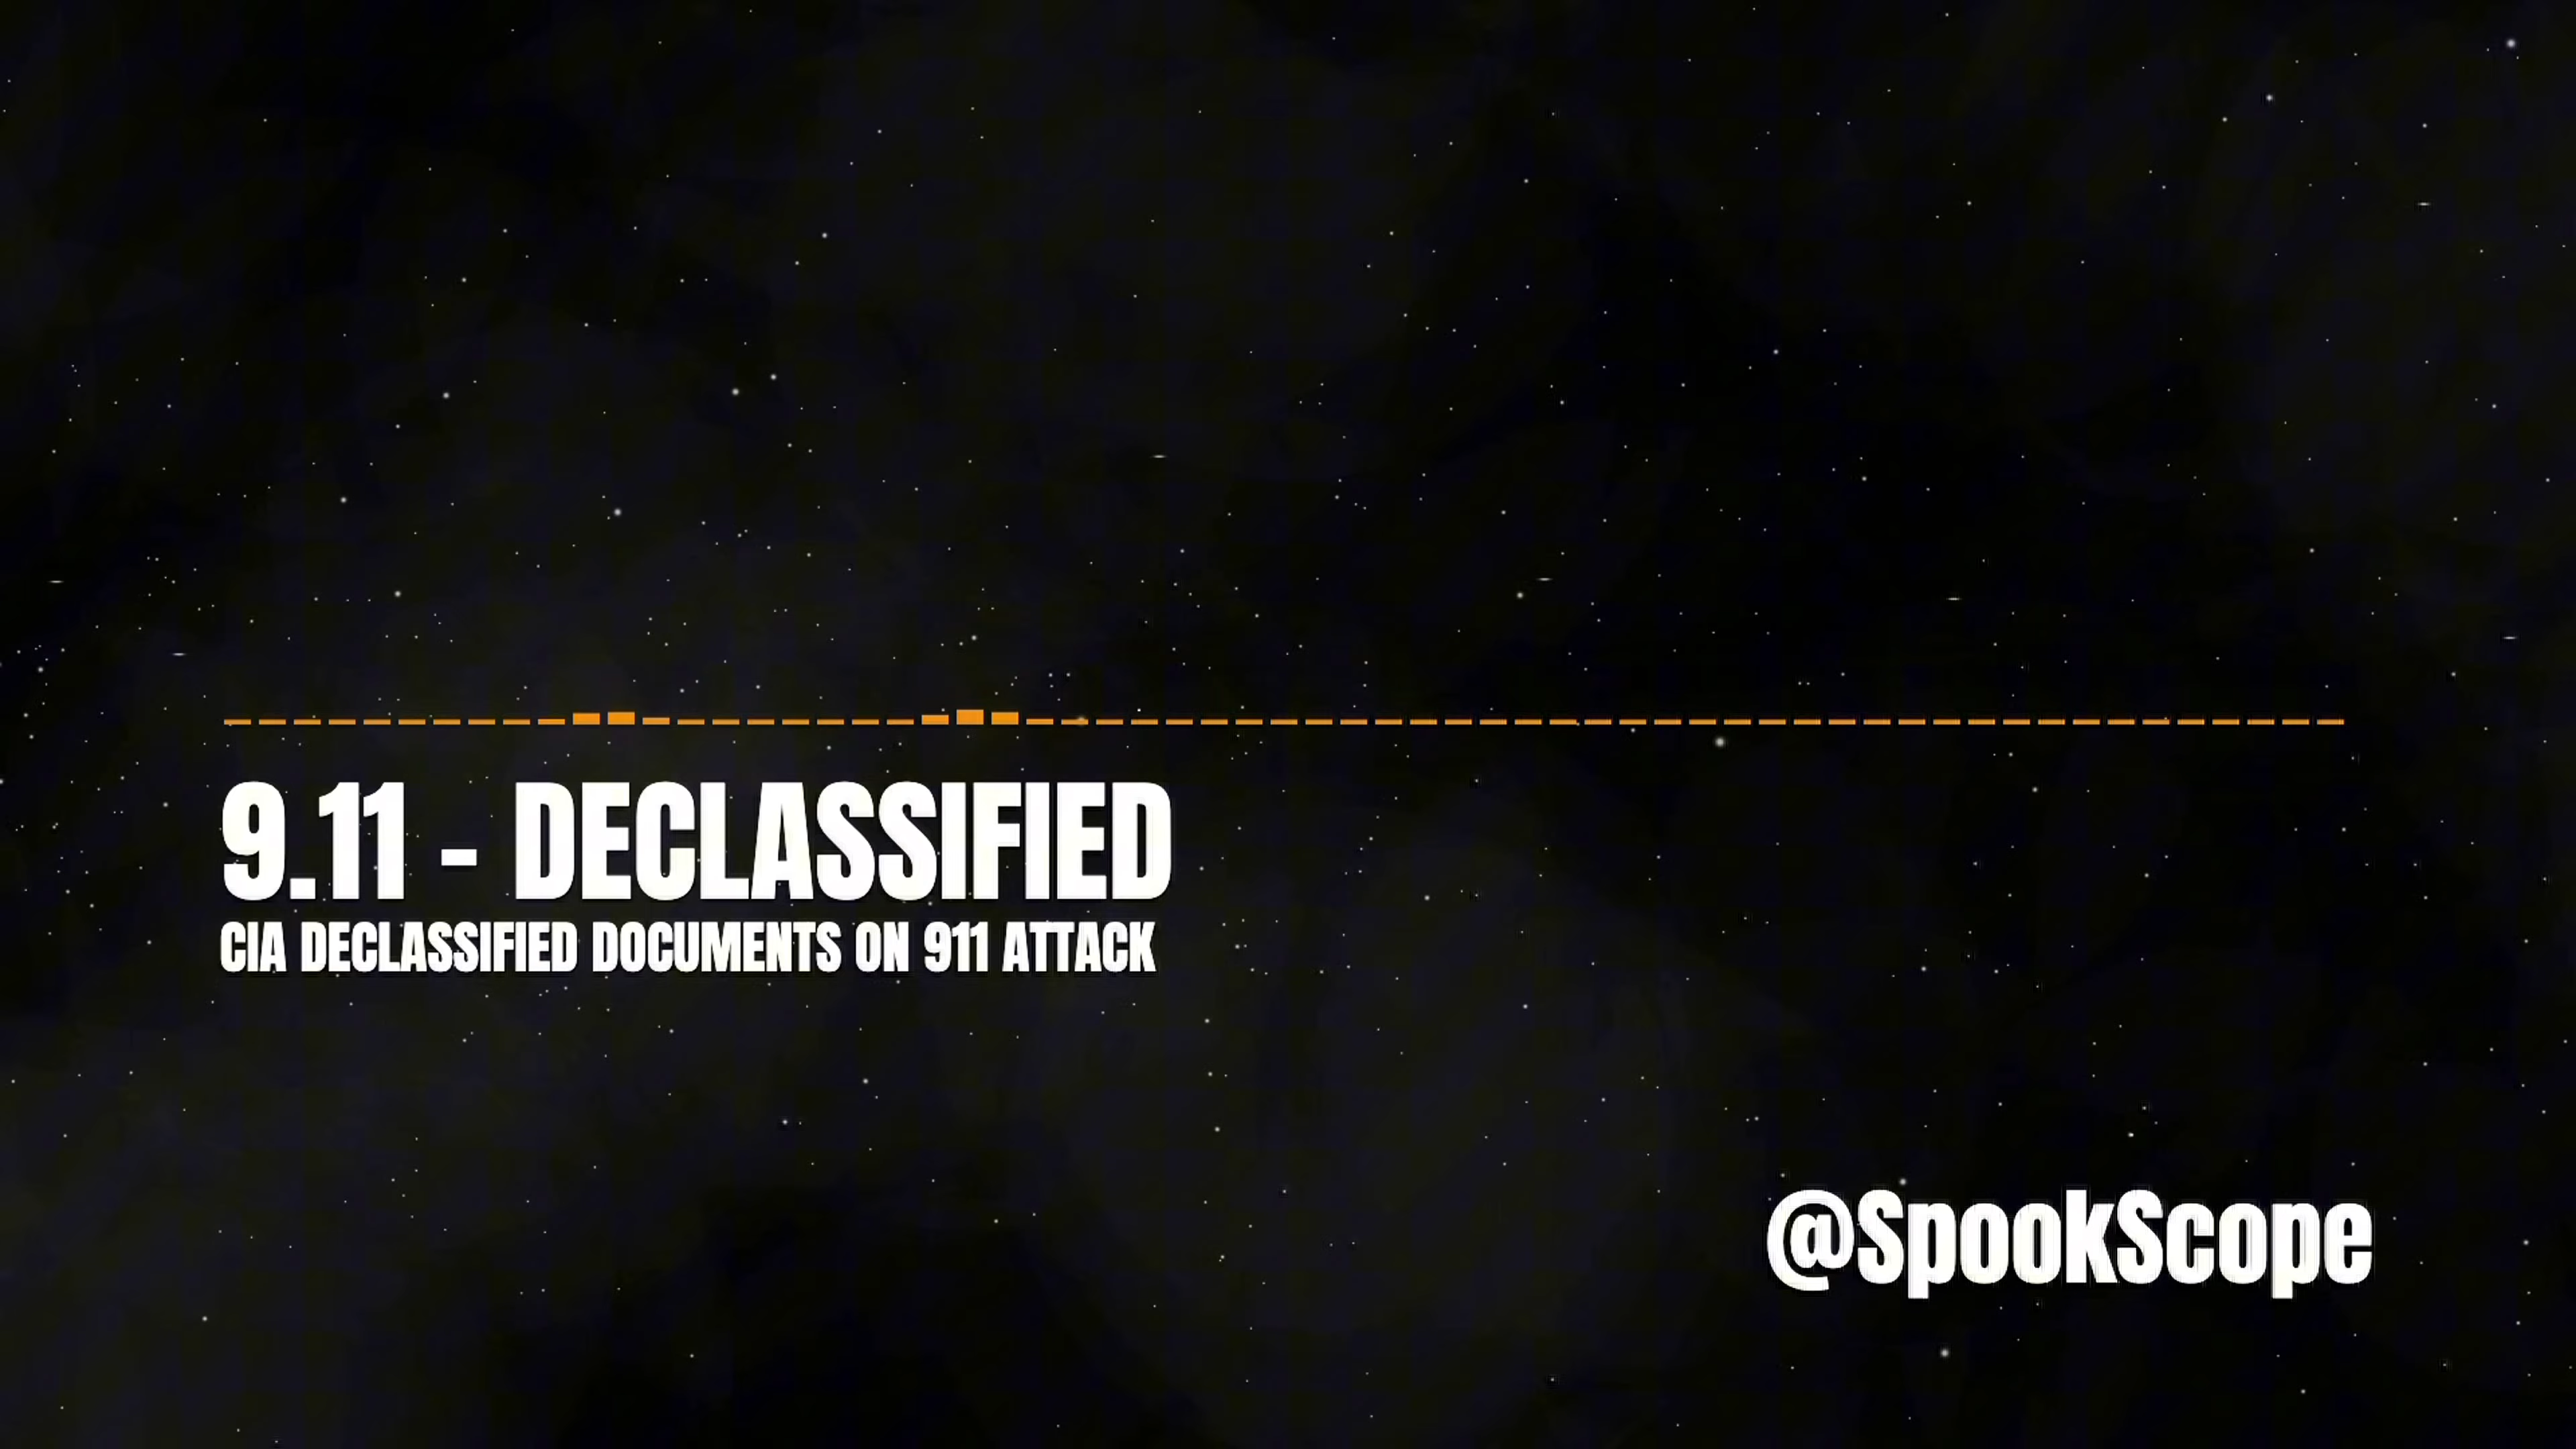 9.11 - DECLASSIFIED
CIA DECLASSIFIED DOCUMENTS ON 911 ATTACK
@SpookScope